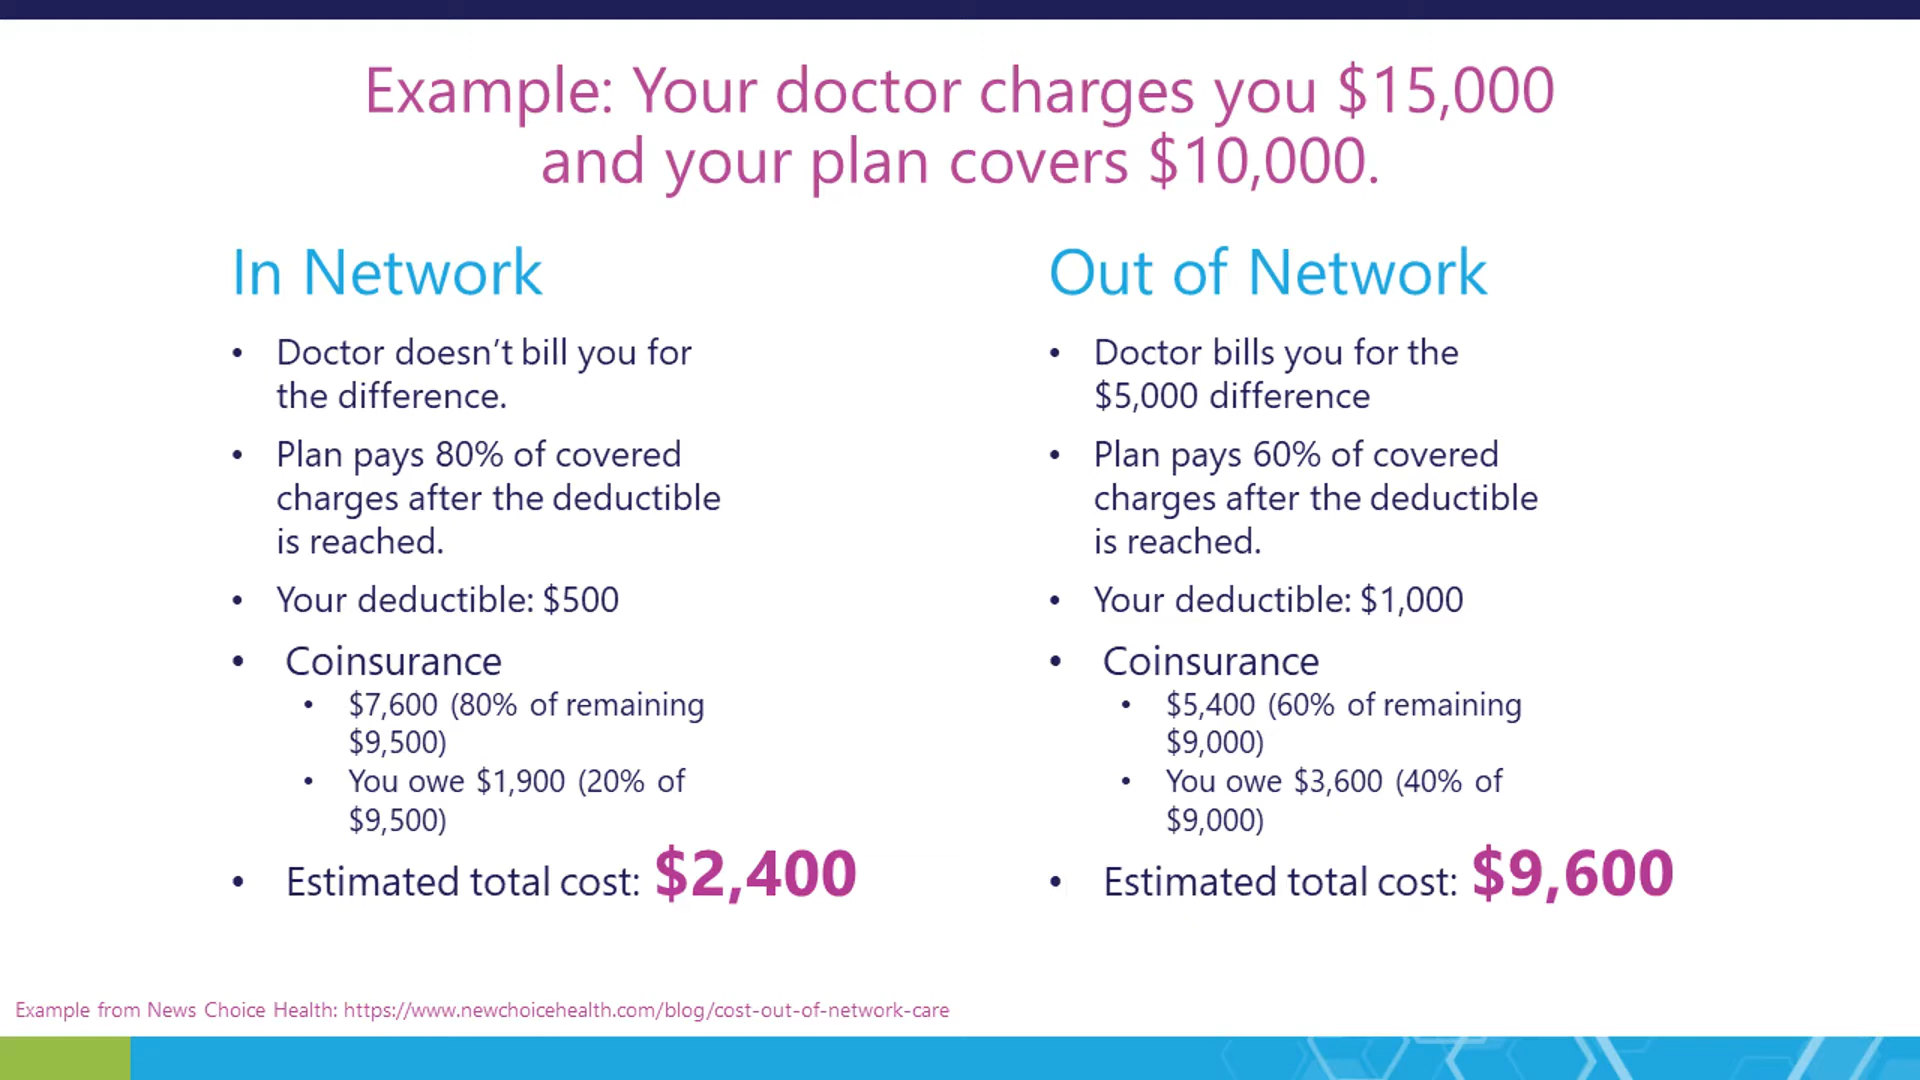 Example: Your doctor charges you $15,000
and your plan covers $10,000.
In Network
• Doctor doesn't bill you for
the difference.
• Plan pays 80% of covered
charges after the deductible
is reached.
• Your deductible: $500
• Coinsurance
• $7,600 (80% of remaining
$9,500)
• You owe $1,900 (20% of
$9,500)
• Estimated total cost: $2,400
Out of Network
• Doctor bills you for the
$5,000 difference
• Plan pays 60% of covered
charges after the deductible
is reached.
• Your deductible: $1,000
• Coinsurance
• $5,400 (60% of remaining
$9,000)
• You owe $3,600 (40% of
$9,000)
• Estimated total cost: $9,600
Example from News Choice Health: https://www.newchoicehealth.com/blog/cost-out-of-network-care